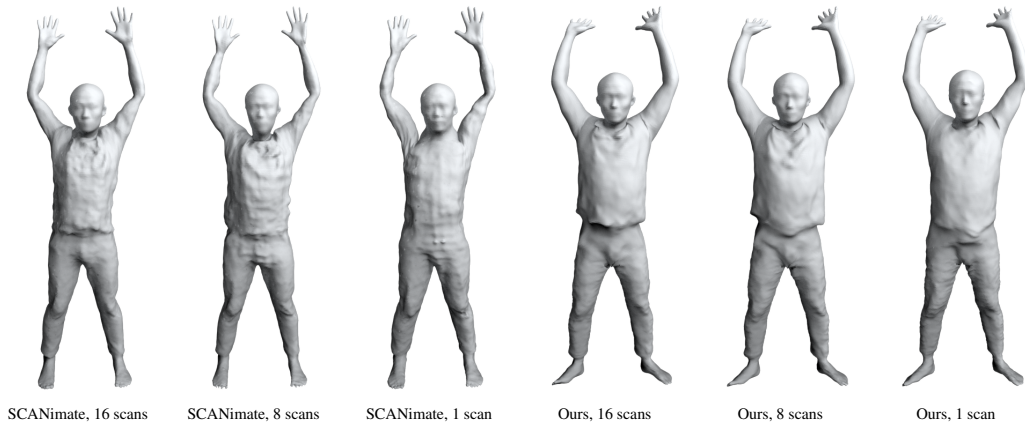 SCANimate, 16 scans
SCANimate, 8 scans
SCANimate, 1 scan
Ours, 16 scans
Ours, 8 scans
Ours, 1 scan